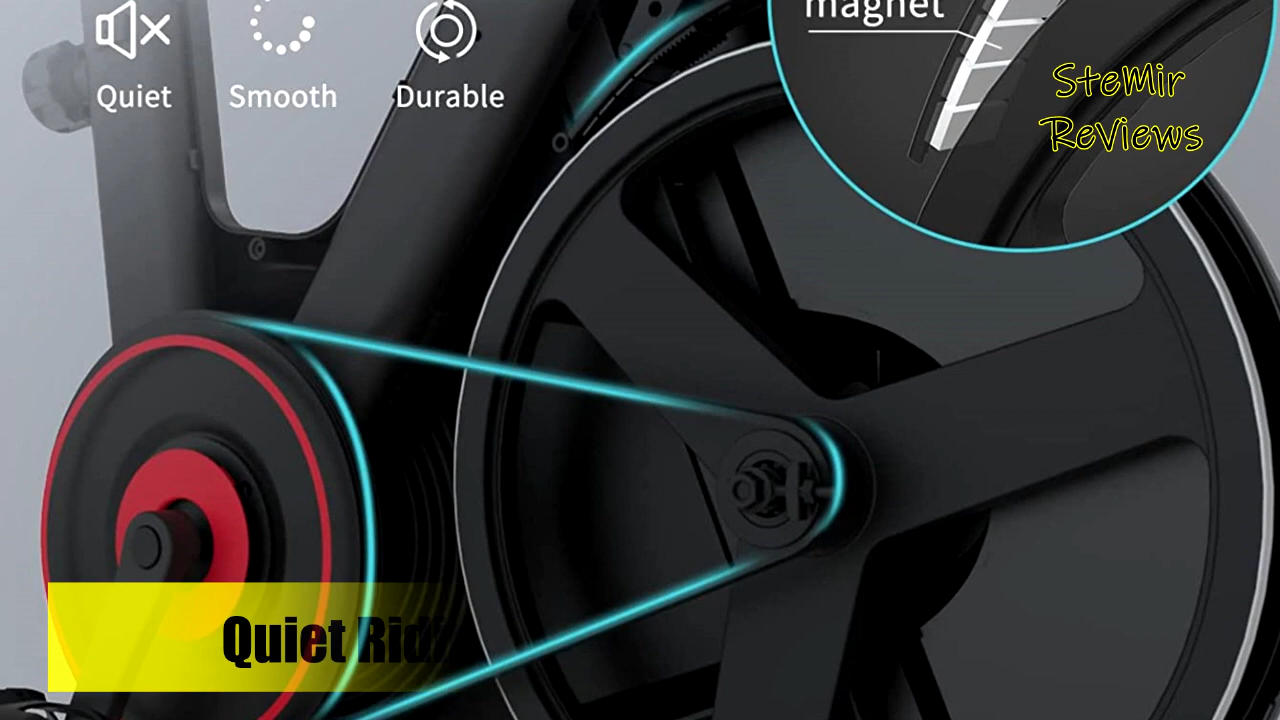 magnet
Quiet
Smooth
Durable
SteMir
Reviews
Quiet